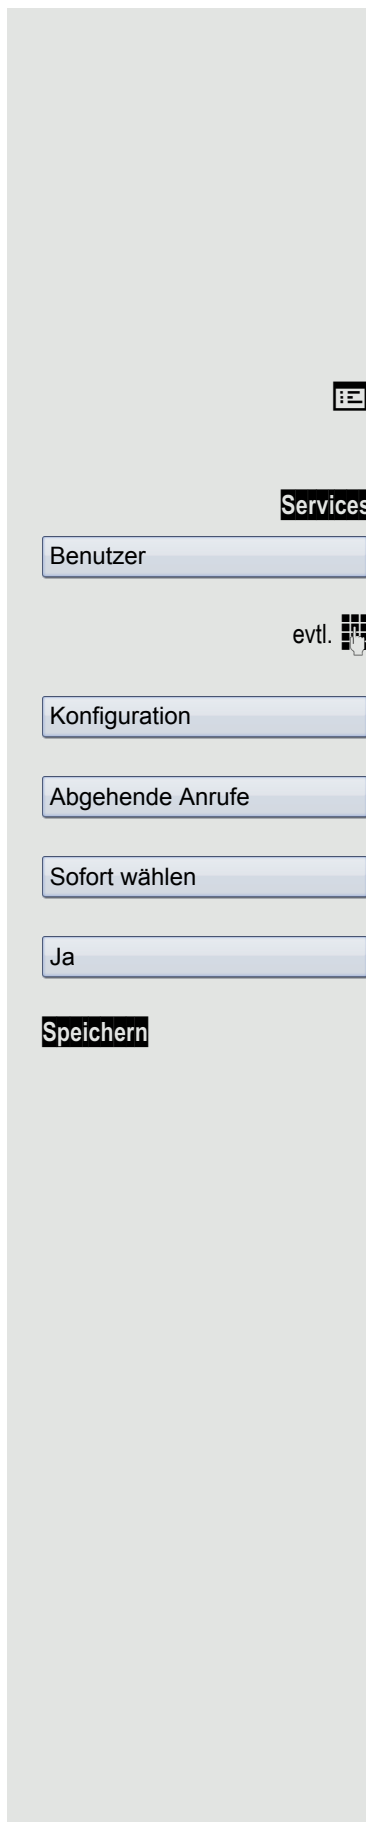 Services
Benutzer
evtl.
Konfiguration
Abgehende Anrufe
Sofort wählen
Ja
Speichern